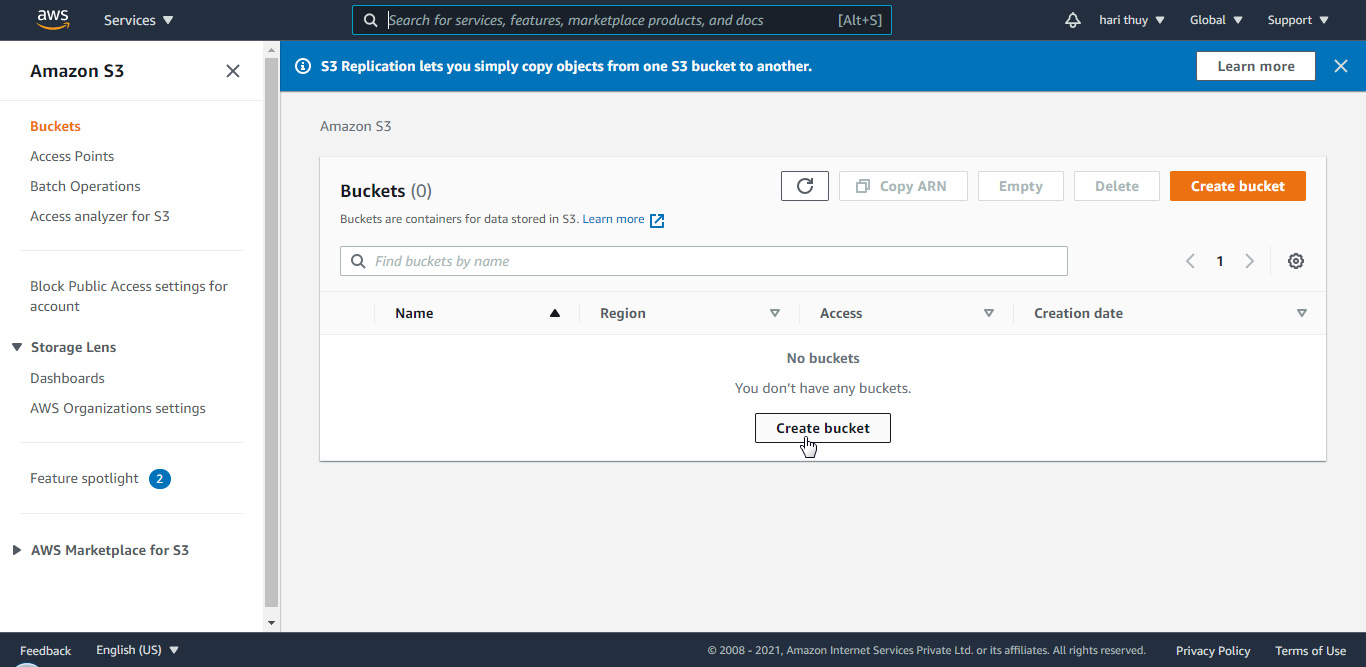 aws Services Search for services, features, marketplace products, and docs [Alt+S] hari thuy Global Support
Amazon S3
Buckets
Access Points
Batch Operations
Access analyzer for S3
Block Public Access settings for
account
Storage Lens
Dashboards
AWS Organizations settings
Feature spotlight 2
AWS Marketplace for S3
S3 Replication lets you simply copy objects from one S3 bucket to another. Learn more
Amazon S3
Buckets (0) Copy ARN Empty Delete Create bucket
Buckets are containers for data stored in S3. Learn more
Find buckets by name 1
Name Region Access Creation date
No buckets
You don't have any buckets.
Create bucket
Feedback English (US) © 2008 - 2021, Amazon Internet Services Private Ltd. or its affiliates. All rights reserved. Privacy Policy Terms of Use